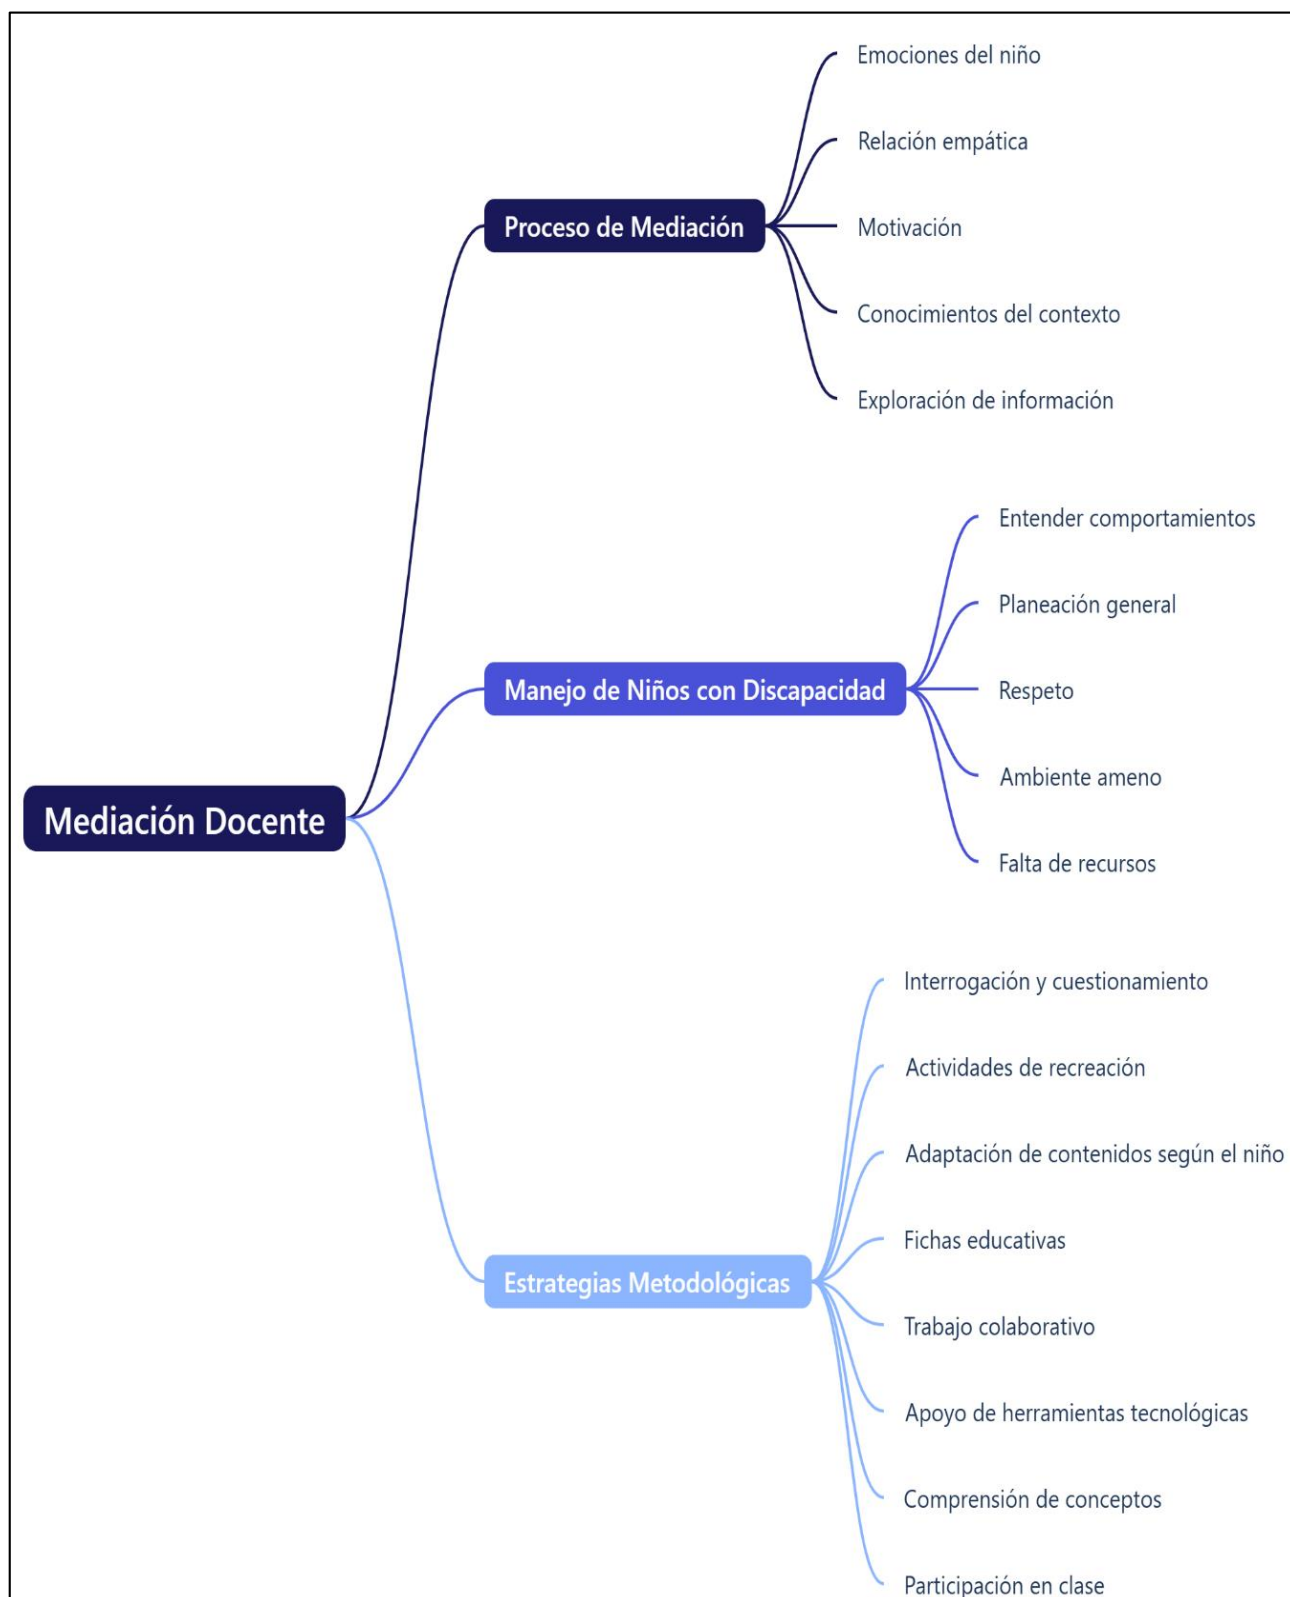 Mediación Docente
Proceso de Mediación
Emociones del niño
Relación empática
Motivación
Conocimientos del contexto
Exploración de información
Manejo de Niños con Discapacidad
Entender comportamientos
Planeación general
Respeto
Ambiente ameno
Falta de recursos
Estrategias Metodológicas
Interrogación y cuestionamiento
Actividades de recreación
Adaptación de contenidos según el niño
Fichas educativas
Trabajo colaborativo
Apoyo de herramientas tecnológicas
Comprensión de conceptos
Participación en clase